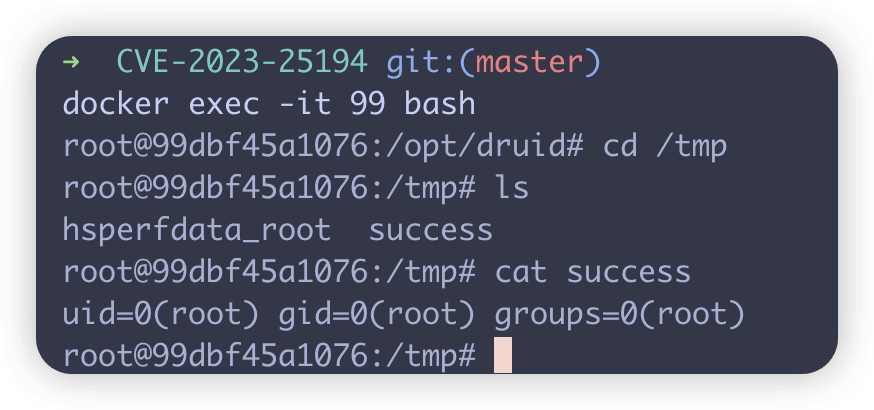 → CVE-2023-25194 git:(master)
docker exec -it 99 bash
root@99dbf45a1076:/opt/druid# cd /tmp
root@99dbf45a1076:/tmp# ls
hsperfdata_root  success
root@99dbf45a1076:/tmp# cat success
uid=0(root) gid=0(root) groups=0(root)
root@99dbf45a1076:/tmp#